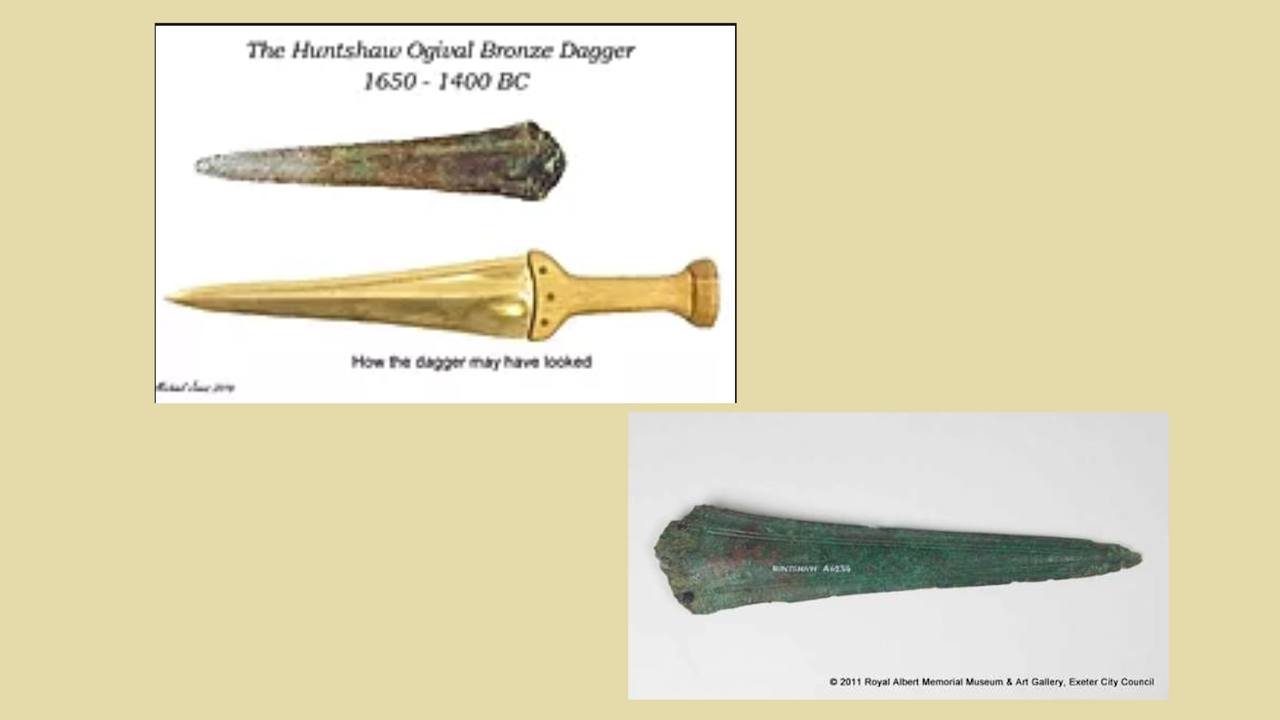 The Huntshaw Ogival Bronze Dagger
1650 - 1400 BC
How the dagger may have looked
HUNTSHAW A6236
© 2011 Royal Albert Memorial Museum & Art Gallery, Exeter City Council